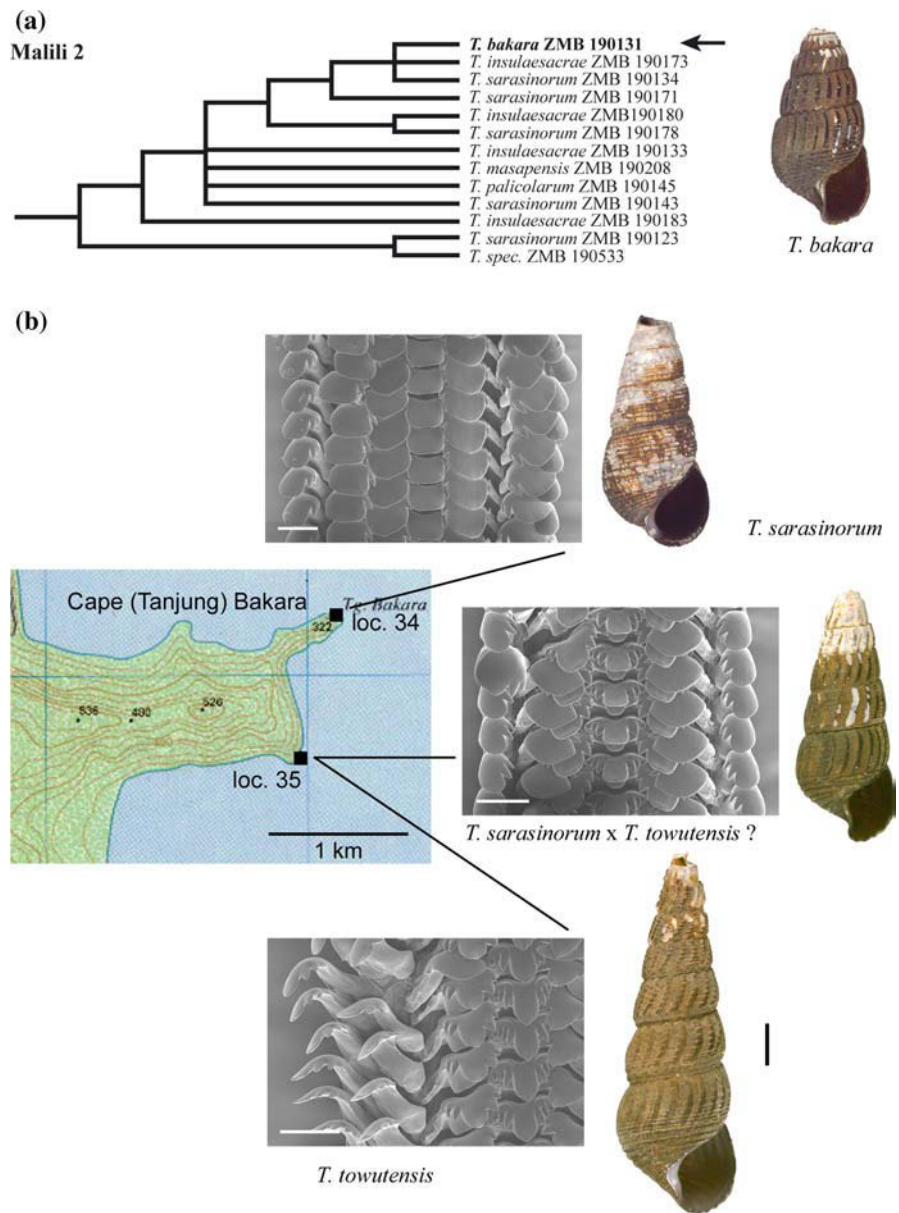 (a)
Malili 2
T. bakara ZMB 190131
T. insulaesacrae ZMB 190173
T. sarasinorum ZMB 190134
T. sarasinorum ZMB 190171
T. insulaesacrae ZMB190180
T. sarasinorum ZMB 190178
T. insulaesacrae ZMB 190133
T. masapensis ZMB 190208
T. palicolarum ZMB 190145
T. sarasinorum ZMB 190143
T. insulaesacrae ZMB 190183
T. sarasinorum ZMB 190123
T. spec. ZMB 190533
T. bakara
(b)
T. sarasinorum
Cape (Tanjung) Bakara
Tg. Bakara
322
loc. 34
536
480
526
loc. 35
1 km
T. sarasinorum x T. towutensis ?
T. towutensis